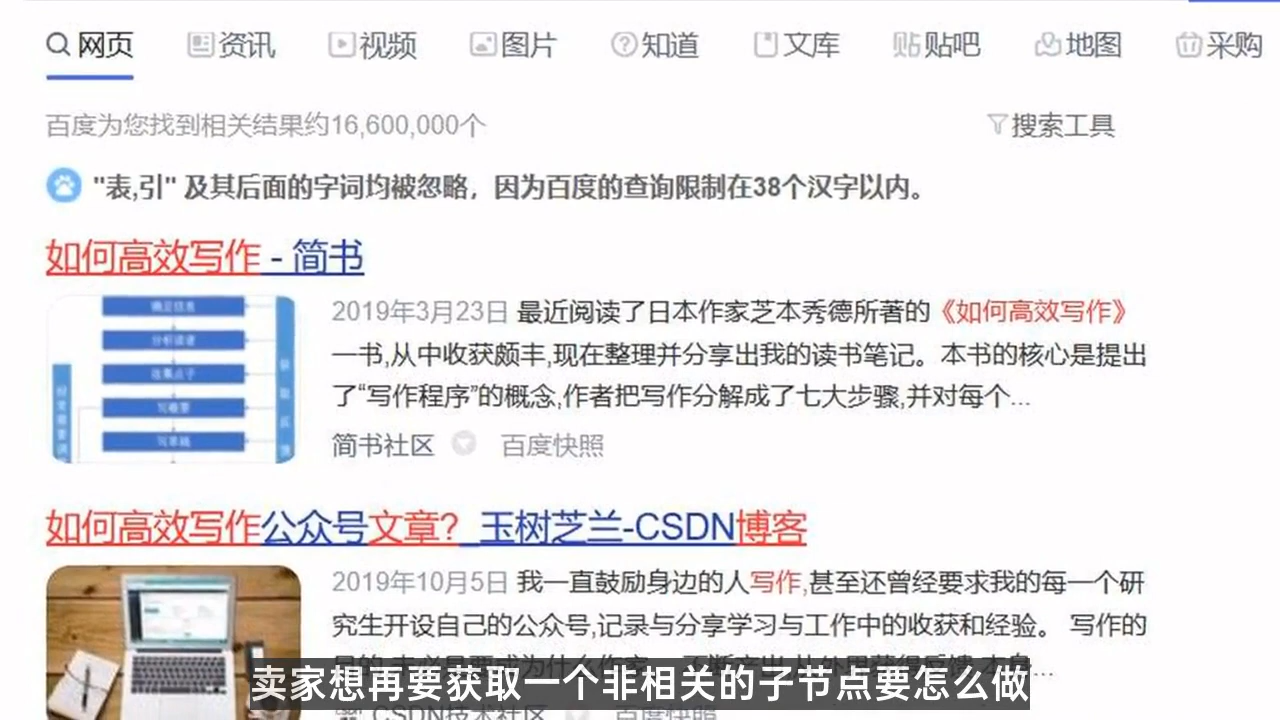 网页 资讯 视频 图片 知道 文库 贴吧 地图 采购
百度为您找到相关结果约16,600,000个 搜索工具
"表,引" 及其后面的字词均被忽略，因为百度的查询限制在38个汉字以内。
如何高效写作 - 简书
2019年3月23日 最近阅读了日本作家芝本秀德所著的《如何高效写作》
一书,从中收获颇丰,现在整理并分享出我的读书笔记。本书的核心是提出
了“写作程序”的概念,作者把写作分解成了七大步骤,并对每个...
简书社区 百度快照
如何高效写作公众号文章？_玉树芝兰-CSDN博客
2019年10月5日 我一直鼓励身边的人写作,甚至还曾经要求我的每一个研
究生开设自己的公众号,记录与分享学习与工作中的收获和经验。 写作的
卖家想再要获取一个非相关的子节点要怎么做
CSDN技术社区 百度快照